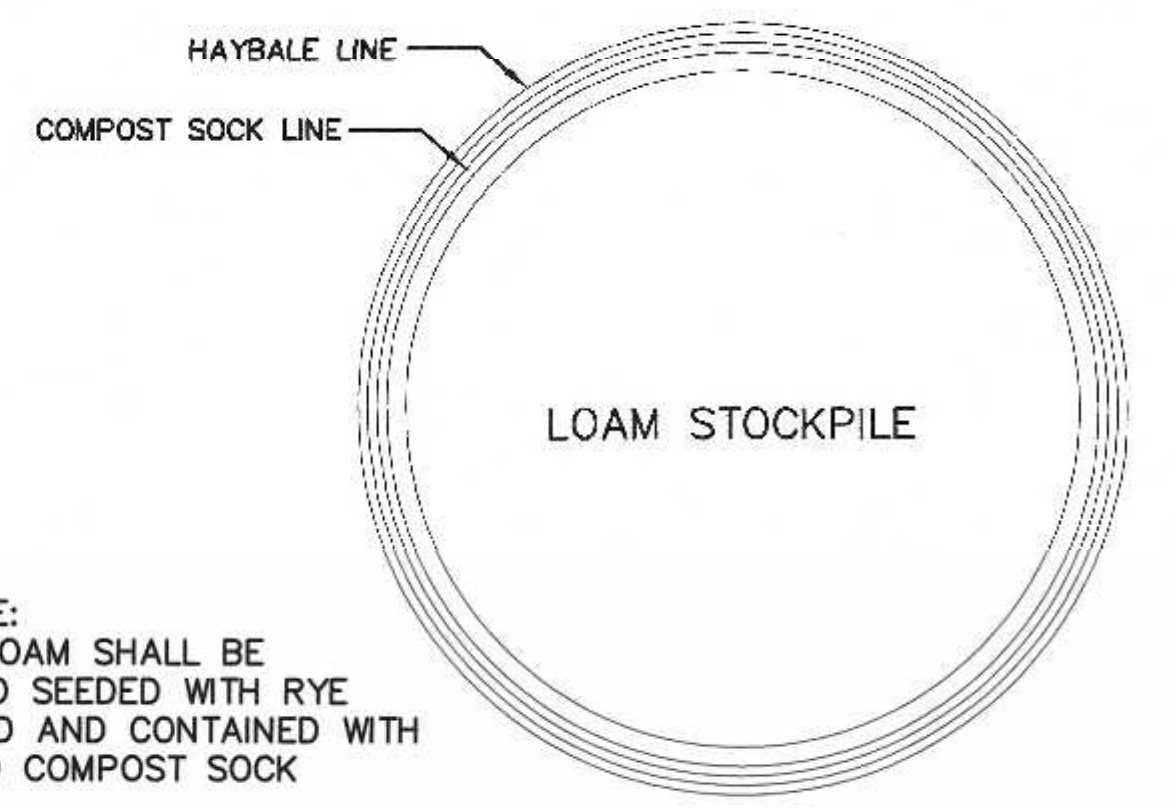 HAYBALE LINE
COMPOST SOCK LINE
LOAM STOCKPILE
E:
OAM SHALL BE
D SEEDED WITH RYE
D AND CONTAINED WITH
COMPOST SOCK